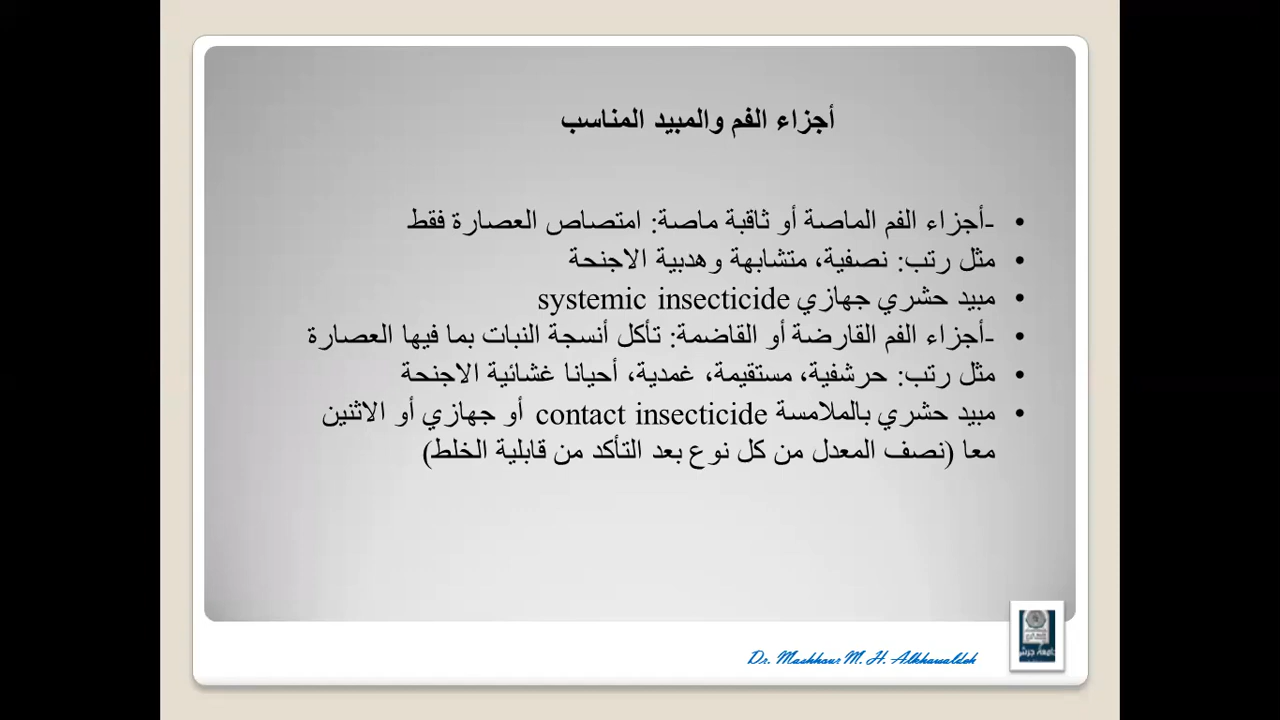 أجزاء الفم والمبيد المناسب
• -أجزاء الفم الماصة أو ثاقبة ماصة: امتصاص العصارة فقط
• مثل رتب: نصفية، متشابهة وهدبية الاجنحة
• مبيد حشري جهازي systemic insecticide
• -أجزاء الفم القارضة أو القاضمة: تأكل أنسجة النبات بما فيها العصارة
• مثل رتب: حرشفية، مستقيمة، غمدية، أحيانا غشائية الاجنحة
• مبيد حشري بالملامسة contact insecticide أو جهازي أو الاثنين
معا (نصف المعدل من كل نوع بعد التأكد من قابلية الخلط)
Dr. Mashhour M. H. Alkhawaldeh